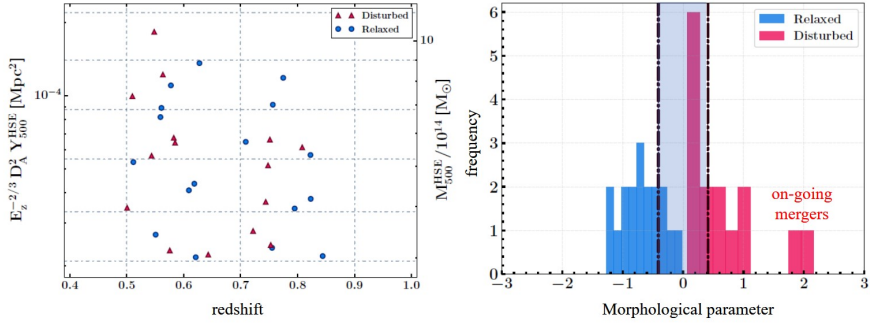 Disturbed
Relaxed
E_z^{-2/3} D_A^2 Y_{500}^{HSE} [Mpc^2]
10^{-4}
10
M_{500}^{HSE}/10^{14} [M_⊙]
0.4 0.5 0.6 0.7 0.8 0.9 1.0
redshift
Relaxed
Disturbed
frequency
6
5
4
3
2
1
0
on-going
mergers
−3 −2 −1 0 1 2 3
Morphological parameter